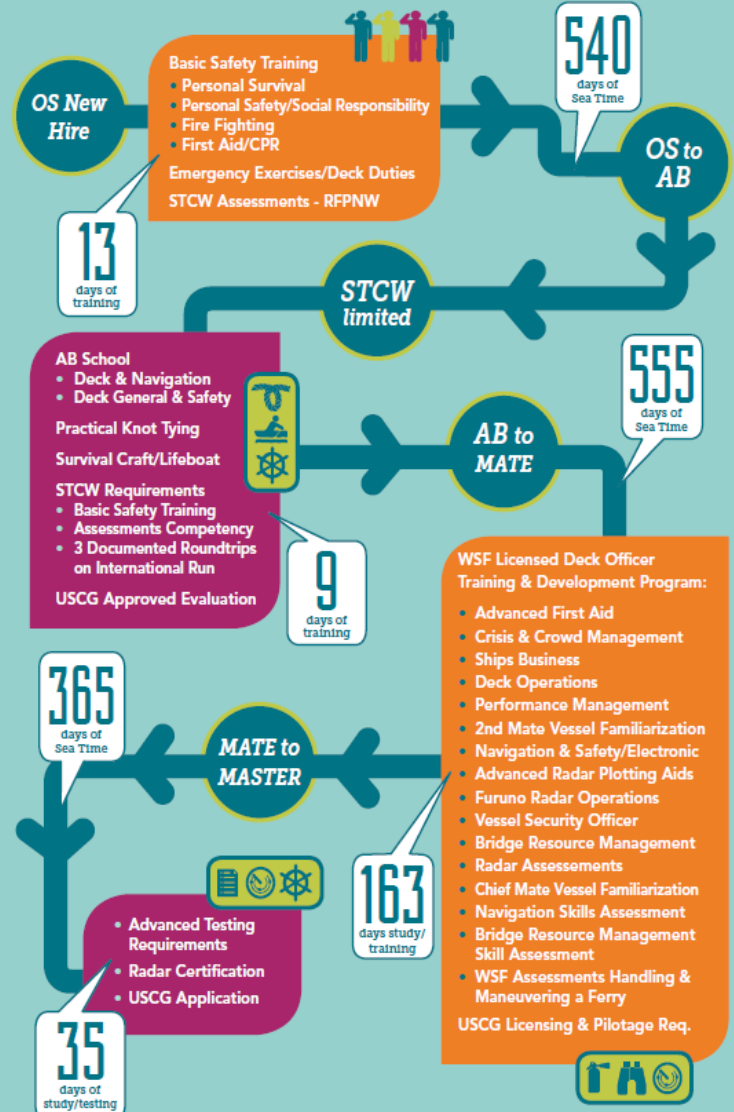 OS New
Hire
Basic Safety Training
• Personal Survival
• Personal Safety/Social Responsibility
• Fire Fighting
• First Aid/CPR
Emergency Exercises/Deck Duties
STCW Assessments - RFPNW
13
days of
training
540
days of
Sea Time
OS to
AB
STCW
limited
AB School
• Deck & Navigation
• Deck General & Safety
Practical Knot Tying
Survival Craft/Lifeboat
STCW Requirements
• Basic Safety Training
• Assessments Competency
• 3 Documented Roundtrips
on International Run
USCG Approved Evaluation
9
days of
training
AB to
MATE
555
days of
Sea Time
WSF Licensed Deck Officer
Training & Development Program:
• Advanced First Aid
• Crisis & Crowd Management
• Ships Business
• Deck Operations
• Performance Management
• 2nd Mate Vessel Familiarization
• Navigation & Safety/Electronic
• Advanced Radar Plotting Aids
• Furuno Radar Operations
• Vessel Security Officer
• Bridge Resource Management
• Radar Assessements
• Chief Mate Vessel Familiarization
• Navigation Skills Assessment
• Bridge Resource Management
Skill Assessment
• WSF Assessments Handling &
Maneuvering a Ferry
USCG Licensing & Pilotage Req.
163
days study/
training
MATE to
MASTER
365
days of
Sea Time
• Advanced Testing
Requirements
• Radar Certification
• USCG Application
35
days of
study/testing